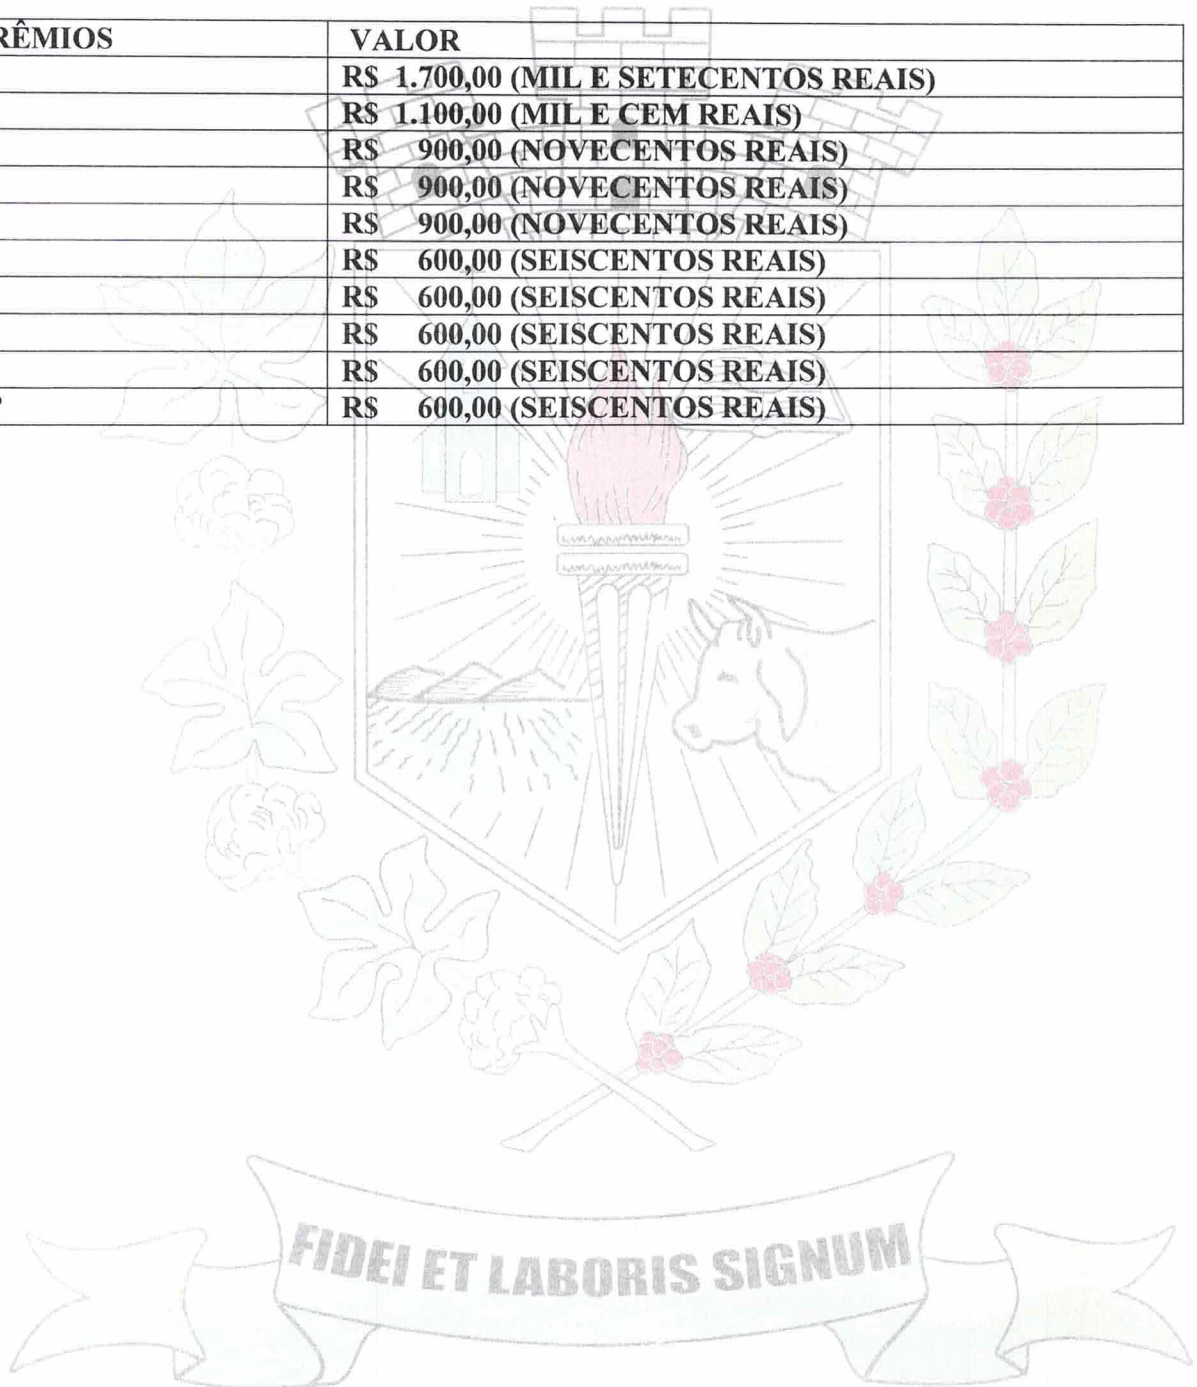 RÊMIOS VALOR
R$ 1.700,00 (MIL E SETECENTOS REAIS)
R$ 1.100,00 (MIL E CEM REAIS)
R$ 900,00 (NOVECENTOS REAIS)
R$ 900,00 (NOVECENTOS REAIS)
R$ 900,00 (NOVECENTOS REAIS)
R$ 600,00 (SEISCENTOS REAIS)
R$ 600,00 (SEISCENTOS REAIS)
R$ 600,00 (SEISCENTOS REAIS)
R$ 600,00 (SEISCENTOS REAIS)
R$ 600,00 (SEISCENTOS REAIS)
FIDEI ET LABORIS SIGNUM